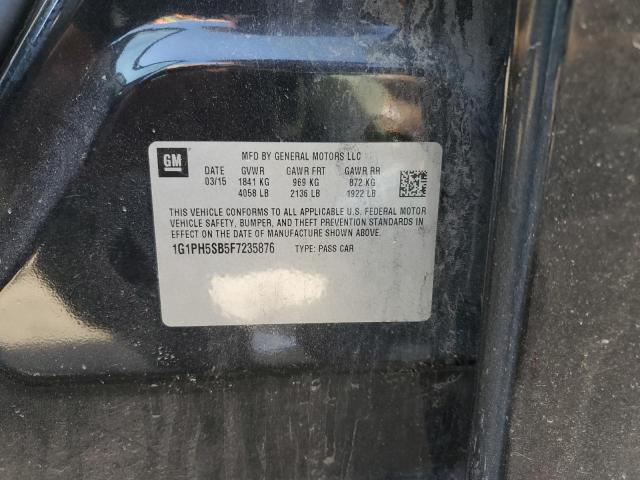 GM
MFD BY GENERAL MOTORS LLC
DATE GVWR GAWR FRT GAWR RR
03/15 1841 KG 969 KG 872 KG
4058 LB 2136 LB 1922 LB
THIS VEHICLE CONFORMS TO ALL APPLICABLE U.S. FEDERAL MOTOR
VEHICLE SAFETY, BUMPER, AND THEFT PREVENTION STANDARDS
IN EFFECT ON THE DATE OF MANUFACTURE SHOWN ABOVE.
1G1PH5SB5F7235876 TYPE: PASS CAR